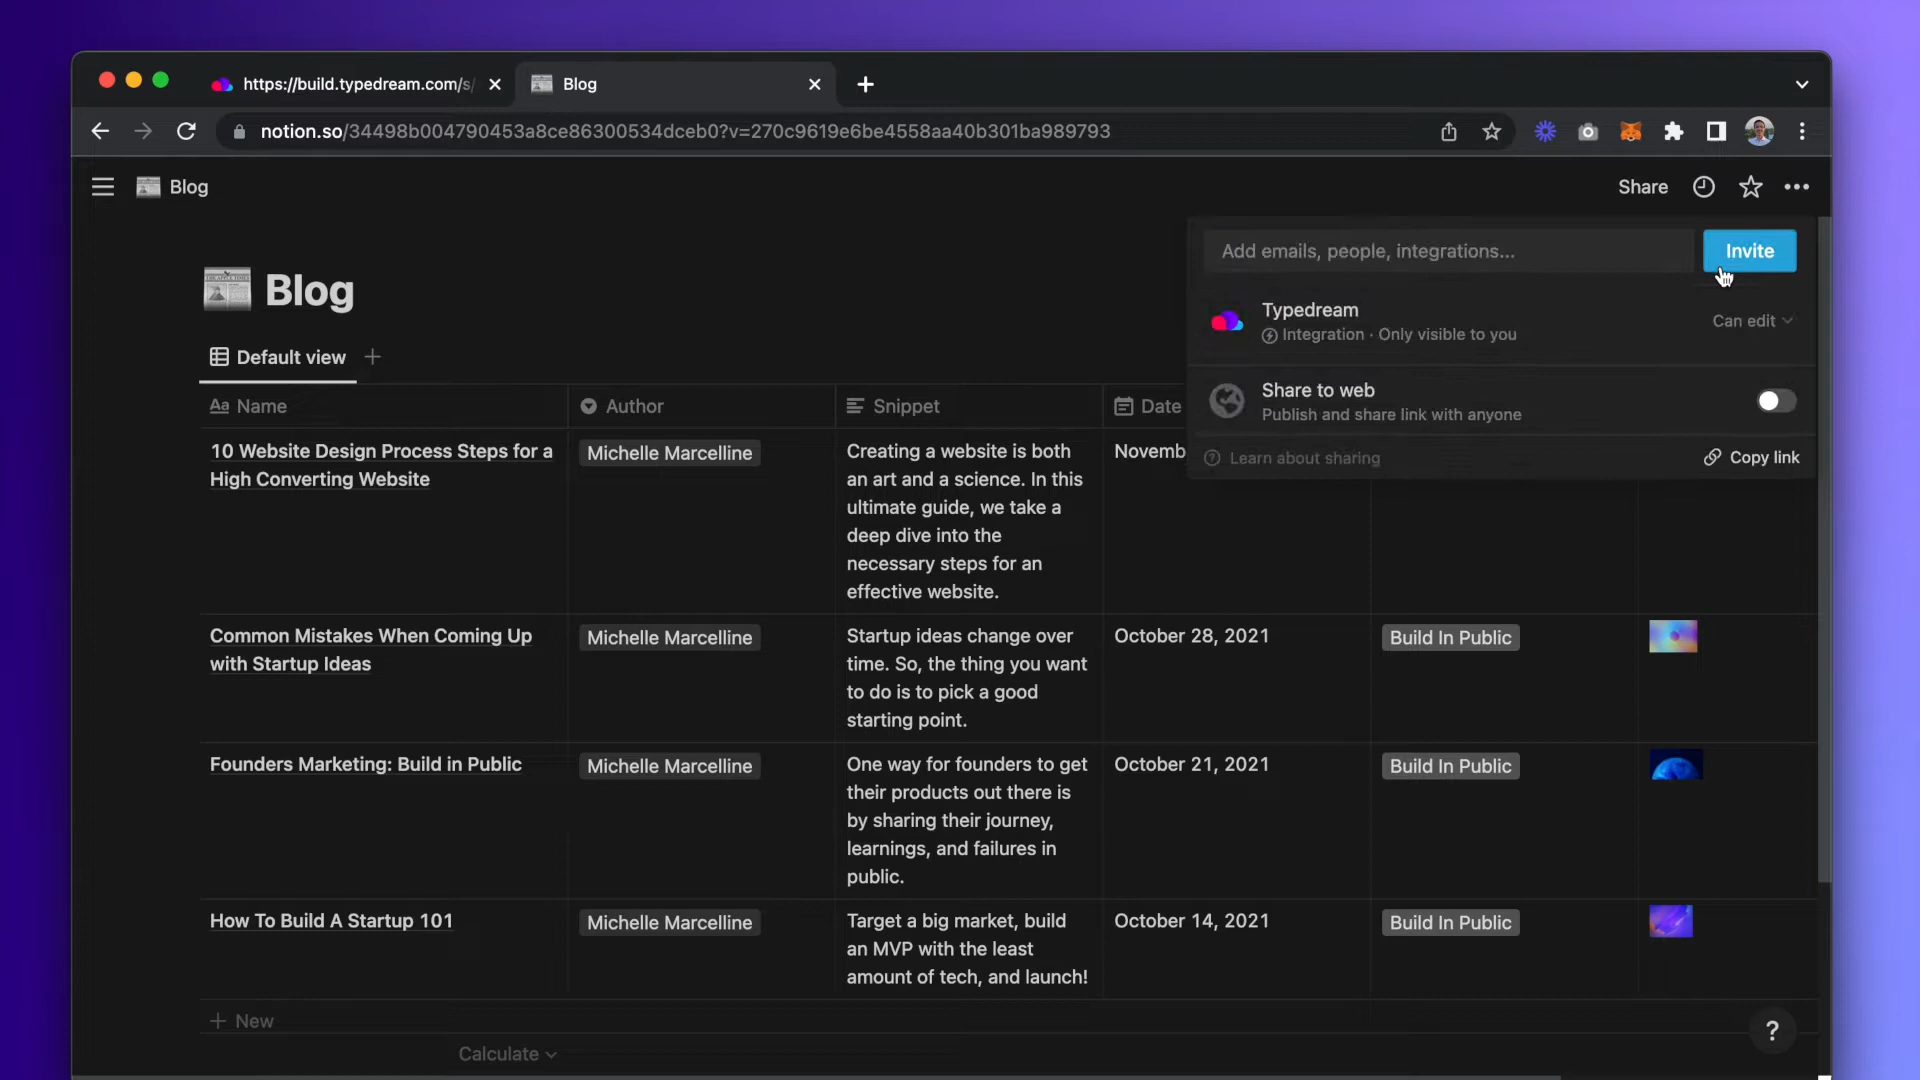 https://build.typedream.com/s/
Blog
notion.so/34498b004790453a8ce86300534dceb0?v=270c9619e6be4558aa40b301ba989793
Blog
Share
Add emails, people, integrations...
Invite
Blog
Typedream
Integration · Only visible to you
Can edit
Default view
Share to web
Publish and share link with anyone
Learn about sharing
Copy link
Aa Name
Author
Snippet
Date
10 Website Design Process Steps for a
High Converting Website
Michelle Marcelline
Creating a website is both
an art and a science. In this
ultimate guide, we take a
deep dive into the
necessary steps for an
effective website.
Novemb
Common Mistakes When Coming Up
with Startup Ideas
Michelle Marcelline
Startup ideas change over
time. So, the thing you want
to do is to pick a good
starting point.
October 28, 2021
Build In Public
Founders Marketing: Build in Public
Michelle Marcelline
One way for founders to get
their products out there is
by sharing their journey,
learnings, and failures in
public.
October 21, 2021
Build In Public
How To Build A Startup 101
Michelle Marcelline
Target a big market, build
an MVP with the least
amount of tech, and launch!
October 14, 2021
Build In Public
+ New
Calculate
?